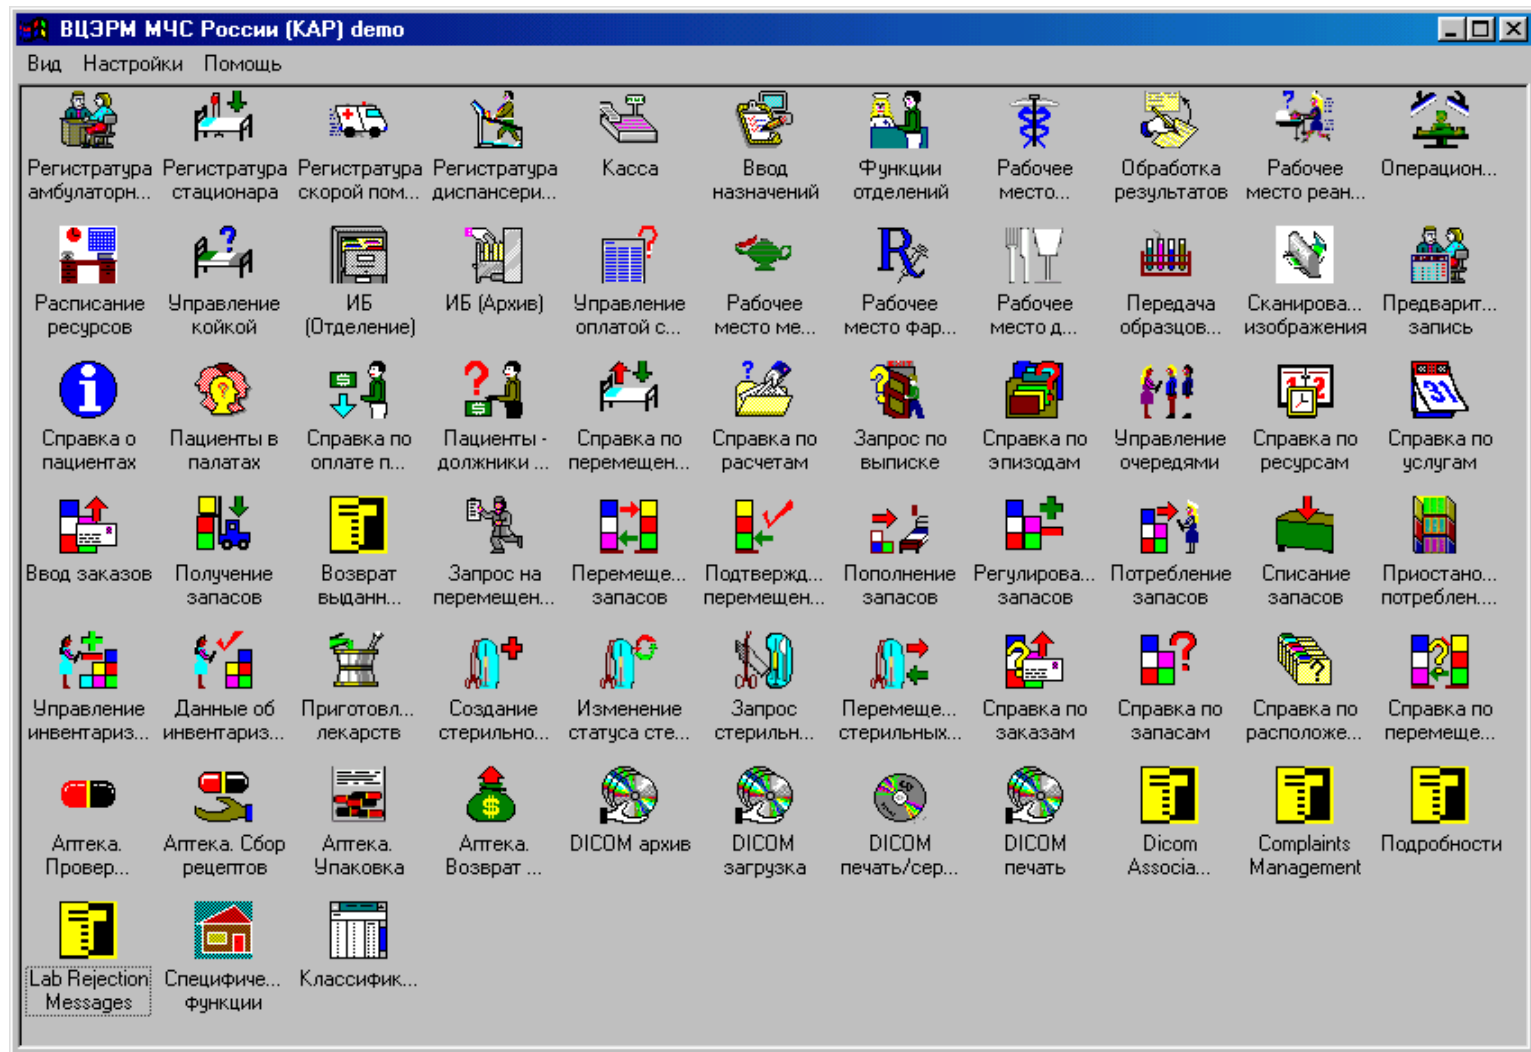 ВЦЭРМ МЧС России (КАР) demo
Вид Настройки Помощь
Регистратура Регистратура Регистратура Регистратура Касса Ввод Функции Рабочее Обработка Рабочее Операцион...
амбулаторн... стационара скорой пом... диспансери... назначений отделений место... результатов место реан...
Расписание Управление ИБ ИБ (Архив) Управление Рабочее Рабочее Рабочее Передача Сканирова... Предварит...
ресурсов койкой (Отделение) оплатой с... место ме... место фар... место д... образцов... изображения запись
Справка о Пациенты в Справка по Пациенты - Справка по Справка по Запрос по Справка по Управление Справка по Справка по
пациентах палатах оплате п... должники ... перемещен... расчетам выписке эпизодам очередями ресурсам услугам
Ввод заказов Получение Возврат Запрос на Перемеще... Подтвержд... Пополнение Регулирова... Потребление Списание Приостано...
запасов выданн... перемещен... запасов перемещен... запасов запасов запасов запасов потреблен....
Управление Данные об Приготовл... Создание Изменение Запрос Перемеще... Справка по Справка по Справка по Справка по
инвентариз... инвентариз... лекарств стерильно... статуса сте... стерильн... стерильных... заказам запасам расположе... перемеще...
Аптека. Аптека. Сбор Аптека. Аптека. DICOM архив DICOM DICOM DICOM Dicom Complaints Подробности
Провер... рецептов Упаковка Возврат ... загрузка печать/сер... печать Associa... Management
Lab Rejection Специфиче... Классифик...
Messages функции